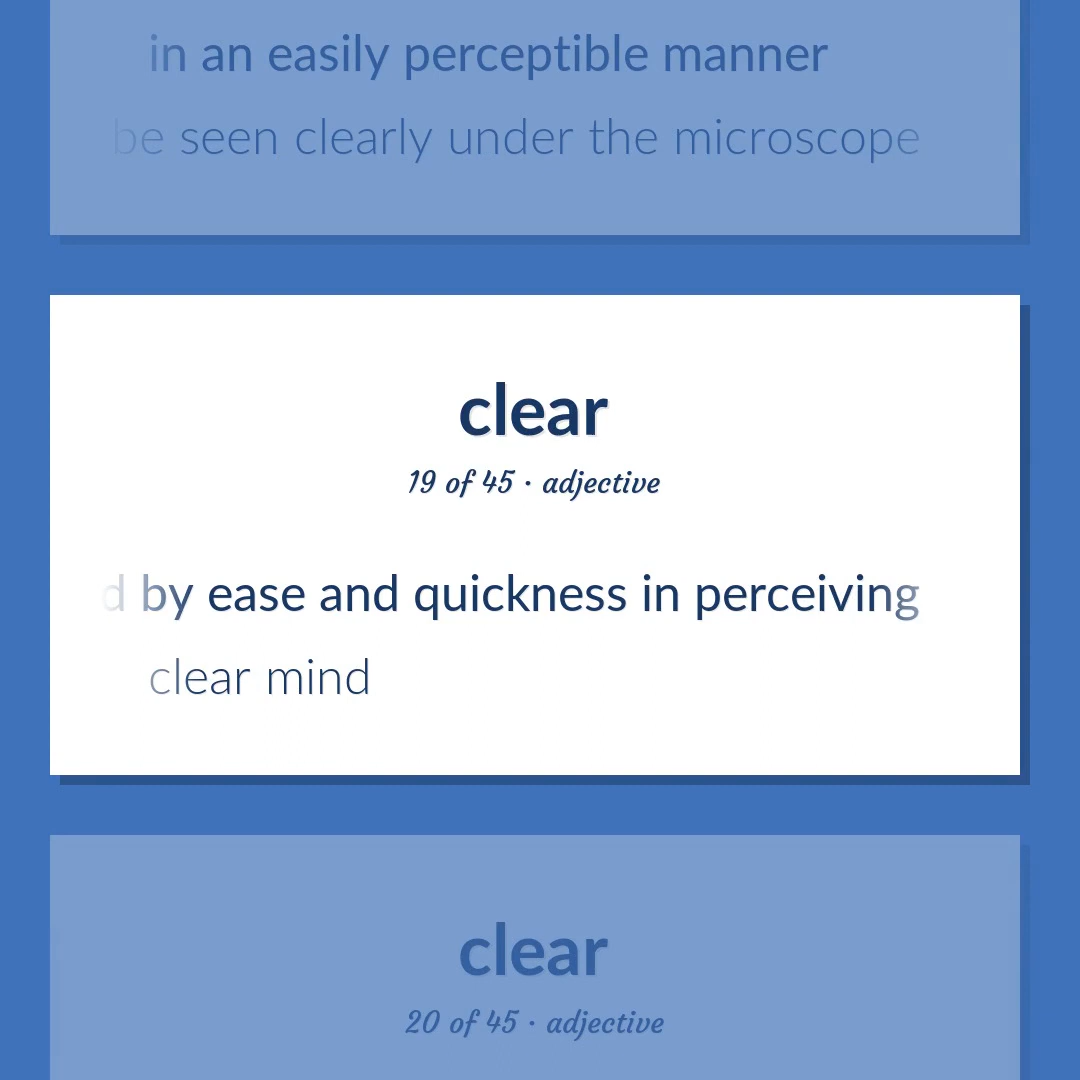 in an easily perceptible manner
be seen clearly under the microscope
clear
19 of 45 · adjective
d by ease and quickness in perceiving
clear mind
clear
20 of 45 · adjective